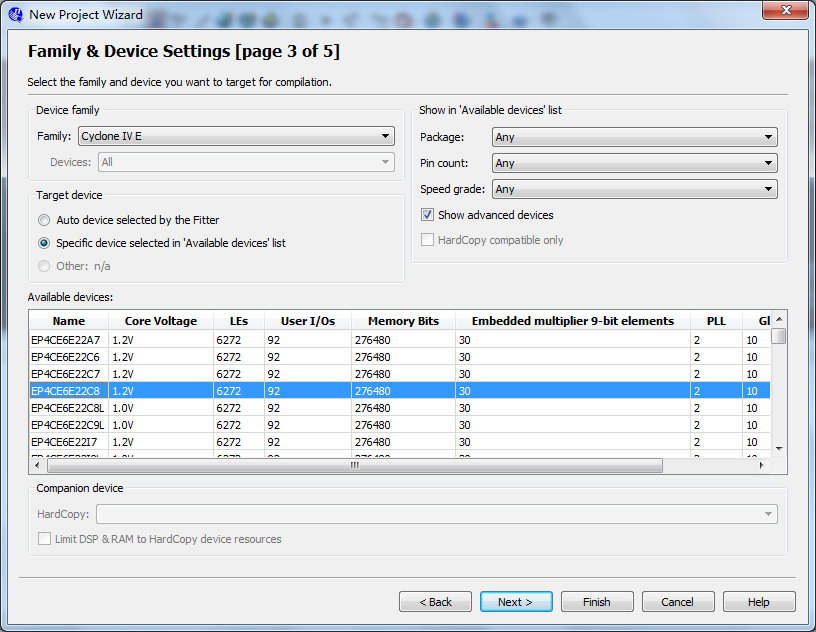 New Project Wizard
Family & Device Settings [page 3 of 5]
Select the family and device you want to target for compilation.
Device family
Family: Cyclone IV E
Devices: All
Target device
Auto device selected by the Fitter
Specific device selected in 'Available devices' list
Other: n/a
Show in 'Available devices' list
Package: Any
Pin count: Any
Speed grade: Any
Show advanced devices
HardCopy compatible only
Available devices:
Name Core Voltage LEs User I/Os Memory Bits Embedded multiplier 9-bit elements PLL Gl
EP4CE6E22A7 1.2V 6272 92 276480 30 2 10
EP4CE6E22C6 1.2V 6272 92 276480 30 2 10
EP4CE6E22C7 1.2V 6272 92 276480 30 2 10
EP4CE6E22C8 1.2V 6272 92 276480 30 2 10
EP4CE6E22C8L 1.0V 6272 92 276480 30 2 10
EP4CE6E22C9L 1.0V 6272 92 276480 30 2 10
EP4CE6E22I7 1.2V 6272 92 276480 30 2 10
Companion device
HardCopy:
Limit DSP & RAM to HardCopy device resources
< Back Next > Finish Cancel Help